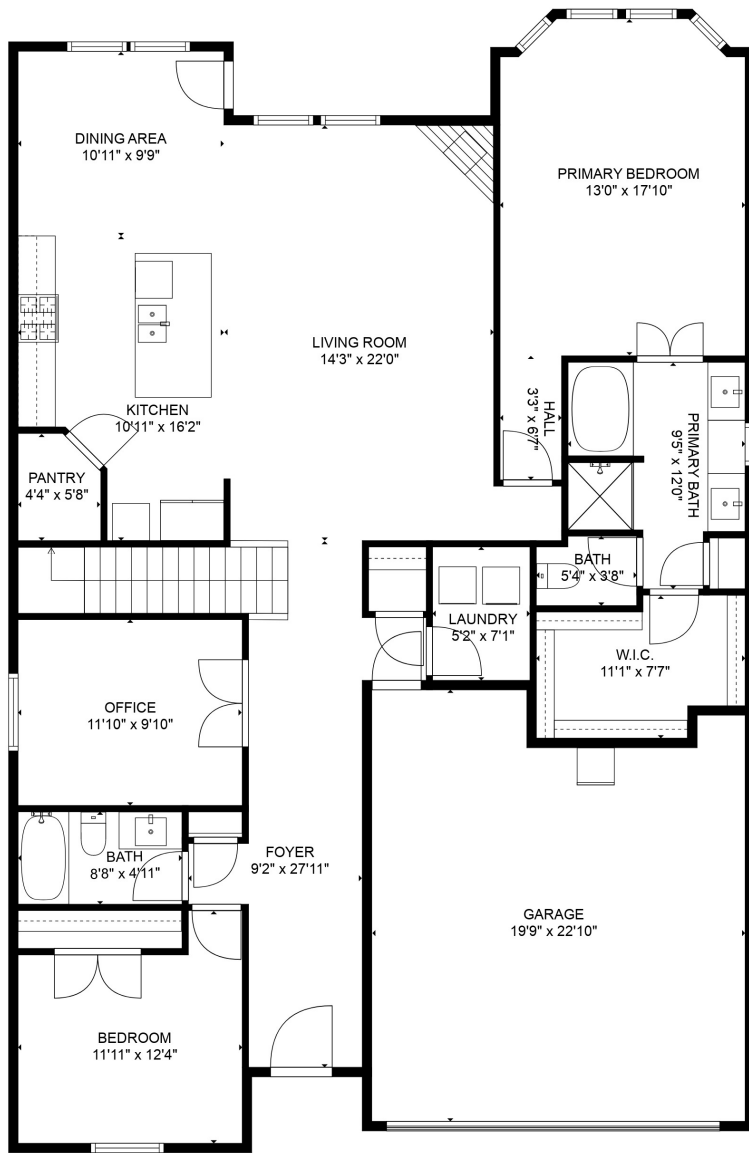 DINING AREA
10'11" x 9'9"
PRIMARY BEDROOM
13'0" x 17'10"
LIVING ROOM
14'3" x 22'0"
KITCHEN
10'11" x 16'2"
HALL
3'3" x 6'7"
PRIMARY BATH
9'5" x 12'0"
PANTRY
4'4" x 5'8"
BATH
5'4" x 3'8"
LAUNDRY
5'2" x 7'1"
W.I.C.
11'1" x 7'7"
OFFICE
11'10" x 9'10"
BATH
8'8" x 4'11"
FOYER
9'2" x 27'11"
GARAGE
19'9" x 22'10"
BEDROOM
11'11" x 12'4"